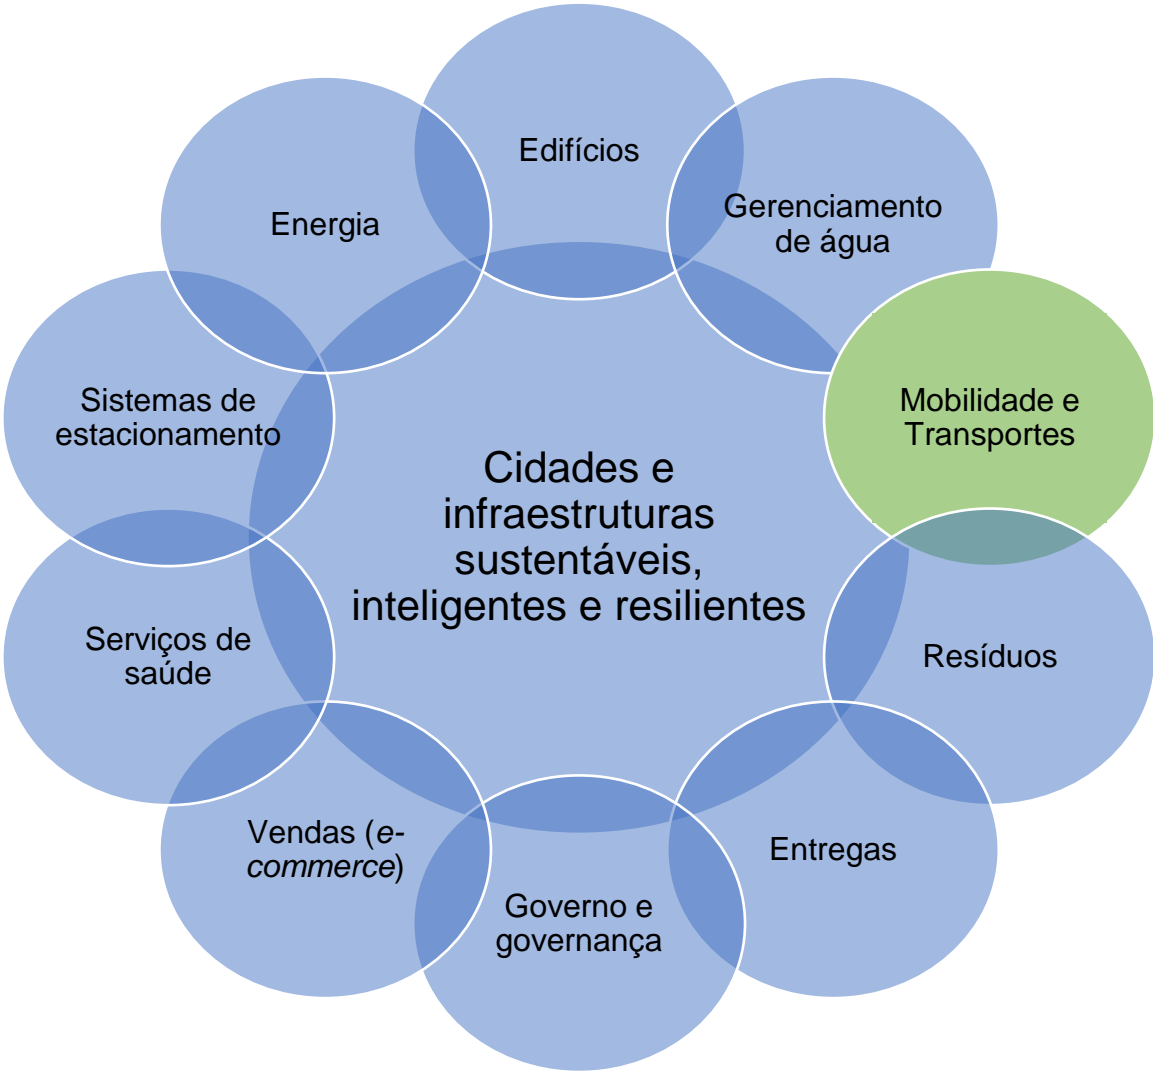 Edifícios
Gerenciamento
de água
Energia
Mobilidade e
Transportes
Sistemas de
estacionamento
Cidades e
infraestruturas
sustentáveis,
inteligentes e resilientes
Resíduos
Serviços de
saúde
Entregas
Vendas (e-
commerce)
Governo e
governança